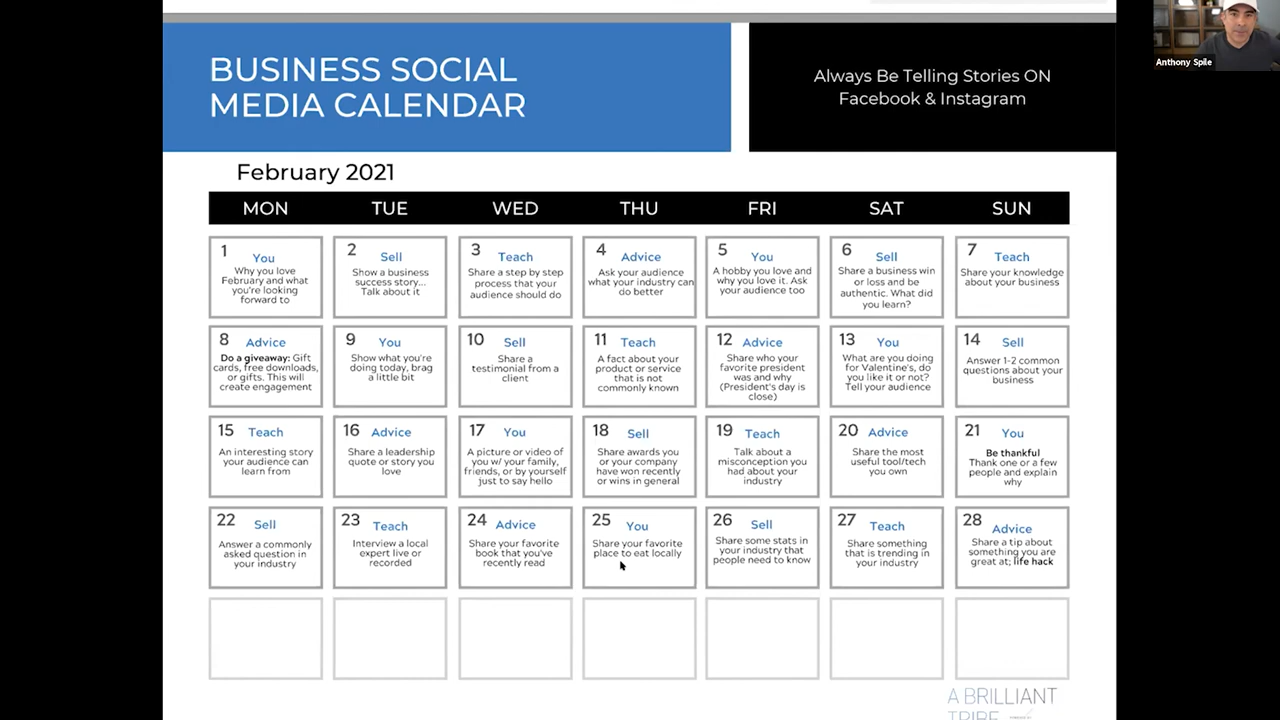 BUSINESS SOCIAL
MEDIA CALENDAR
Always Be Telling Stories ON
Facebook & Instagram
Anthony Spile
February 2021
MON TUE WED THU FRI SAT SUN
1 You
Why you love
February and what
you're looking
forward to
2 Sell
Show a business
success story...
Talk about it
3 Teach
Share a step by step
process that your
audience should do
4 Advice
Ask your audience
what your industry can
do better
5 You
A hobby you love and
why you love it. Ask
your audience too
6 Sell
Share a business win
or loss and be
authentic. What did
you learn?
7 Teach
Share your knowledge
about your business
8 Advice
Do a giveaway: Gift
cards, free downloads,
or gifts. This will
create engagement
9 You
Show what you're
doing today, brag
a little bit
10 Sell
Share a
testimonial from a
client
11 Teach
A fact about your
product or service
that is not
commonly known
12 Advice
Share who your
favorite president
was and why
(President's day is
close)
13 You
What are you doing
for Valentine's, do
you like it or not?
Tell your audience
14 Sell
Answer 1-2 common
questions about your
business
15 Teach
An interesting story
your audience can
learn from
16 Advice
Share a leadership
quote or story you
love
17 You
A picture or video of
you w/ your family,
friends, or by yourself
just to say hello
18 Sell
Share awards you
or your company
have won recently
or wins in general
19 Teach
Talk about a
misconception you
had about your
industry
20 Advice
Share the most
useful tool/tech
you own
21 You
Be thankful
Thank one or a few
people and explain
why
22 Sell
Answer a commonly
asked question in
your industry
23 Teach
Interview a local
expert live or
recorded
24 Advice
Share your favorite
book that you've
recently read
25 You
Share your favorite
place to eat locally
26 Sell
Share some stats in
your industry that
people need to know
27 Teach
Share something
that is trending in
your industry
28 Advice
Share a tip about
something you are
great at; life hack
A BRILLIANT
TRIBE